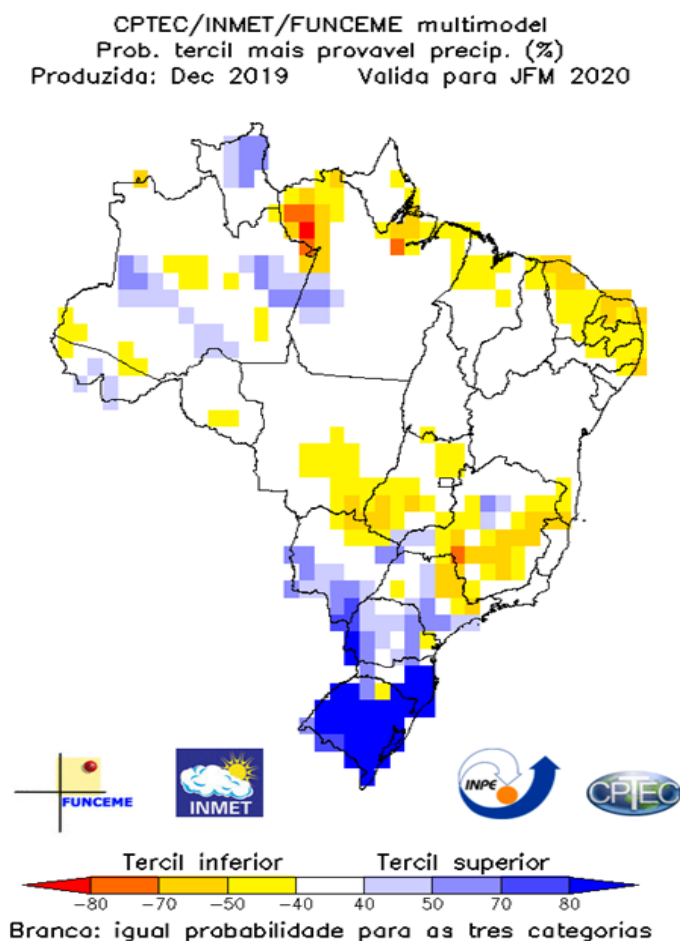 CPTEC/INMET/FUNCEME multimodel
Prob. tercil mais provavel precip. (%)
Produzida: Dec 2019 Valida para JFM 2020
FUNCEME
INMET
INPE
CPTEC
Tercil inferior Tercil superior
-80 -70 -50 -40 40 50 70 80
Branca: igual probabilidade para as tres categorias